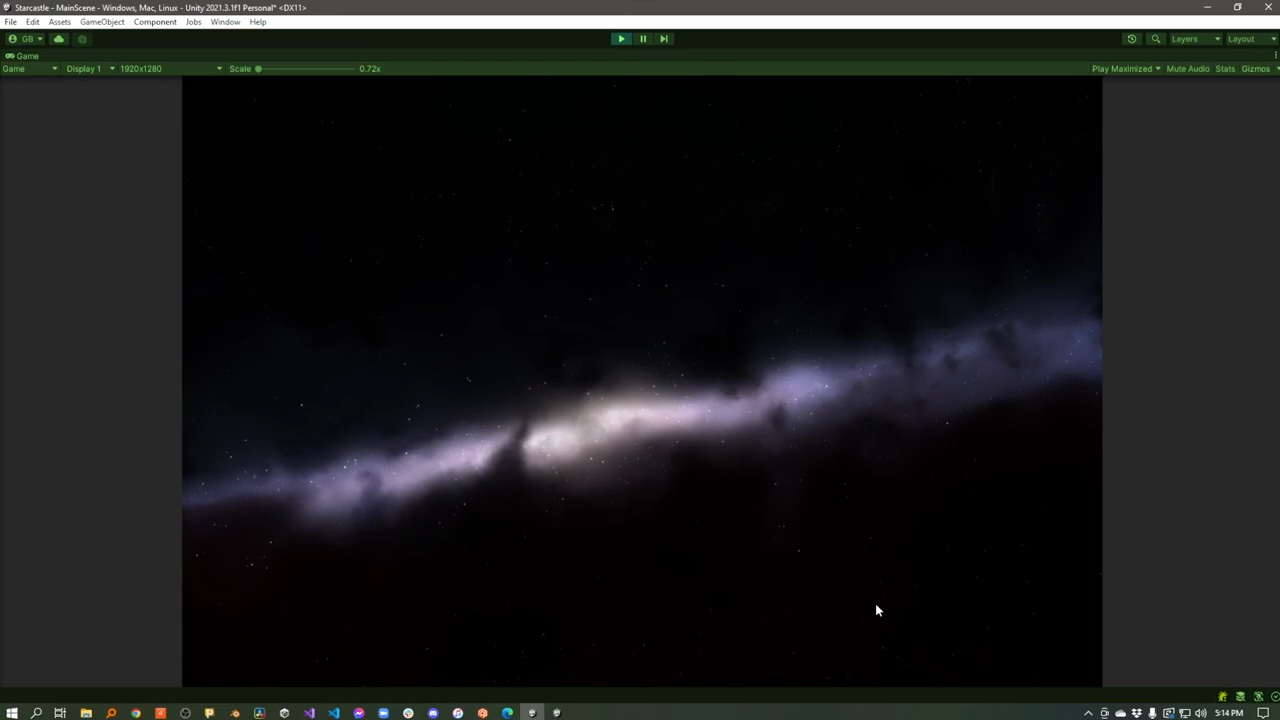 Starcastle - MainScene - Windows, Mac, Linux - Unity 2021.3.1f1 Personal* <DX11>
File Edit Assets GameObject Component Jobs Window Help
GB Layers Layout
Game
Game Display 1 1920x1280 Scale 0.72x Play Maximized Mute Audio Stats Gizmos
5:14 PM